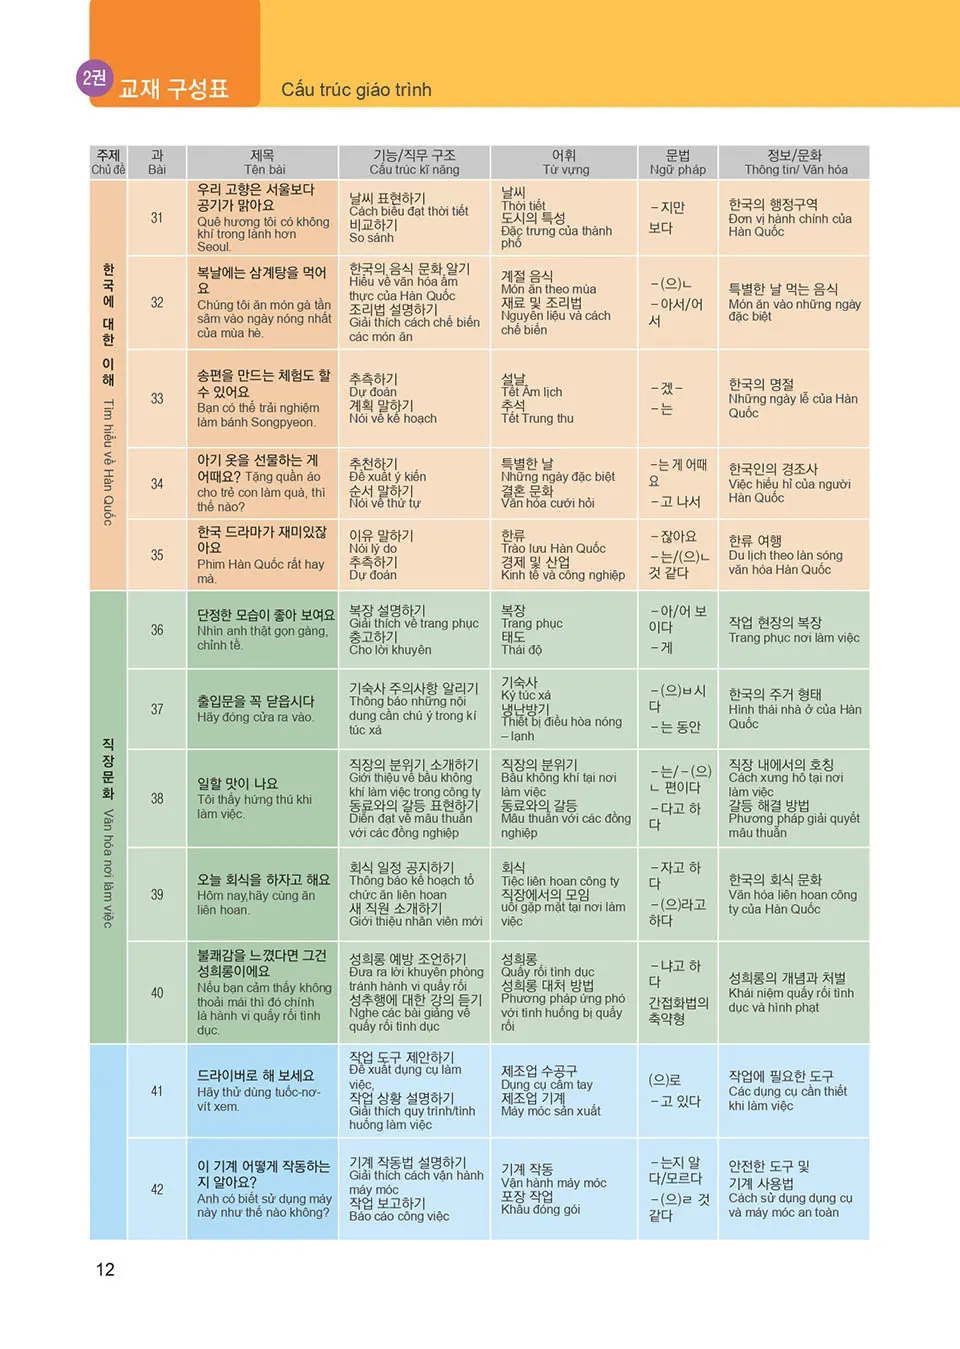 2권
교재 구성표
Cấu trúc giáo trình
주제
Chủ đề
과
Bài
제목
Tên bài
기능/직무 구조
Cấu trúc kĩ năng
어휘
Từ vựng
문법
Ngữ pháp
정보/문화
Thông tin/ Văn hóa
한국에 대한 이해 Tìm hiểu về Hàn Quốc
31
우리 고향은 서울보다
공기가 맑아요
Quê hương tôi có không
khí trong lành hơn
Seoul.
날씨 표현하기
Cách biểu đạt thời tiết
비교하기
So sánh
날씨
Thời tiết
도시의 특성
Đặc trưng của thành
phố
–지만
보다
한국의 행정구역
Đơn vị hành chính của
Hàn Quốc
32
복날에는 삼계탕을 먹어
요
Chúng tôi ăn món gà tần
sâm vào ngày nóng nhất
của mùa hè.
한국의 음식 문화 알기
Hiểu về văn hóa ẩm
thực của Hàn Quốc
조리법 설명하기
Giải thích cách chế biến
các món ăn
계절 음식
Món ăn theo mùa
재료 및 조리법
Nguyên liệu và cách
chế biến
–(으)ㄴ
–아서/어
서
특별한 날 먹는 음식
Món ăn vào những ngày
đặc biệt
33
송편을 만드는 체험도 할
수 있어요
Bạn có thể trải nghiệm
làm bánh Songpyeon.
추측하기
Dự đoán
계획 말하기
Nói về kế hoạch
설날
Tết Âm lịch
추석
Tết Trung thu
–겠–
–는
한국의 명절
Những ngày lễ của Hàn
Quốc
34
아기 옷을 선물하는 게
어때요? Tặng quần áo
cho trẻ con làm quà, thì
thế nào?
추천하기
Đề xuất ý kiến
순서 말하기
Nói về thứ tự
특별한 날
Những ngày đặc biệt
결혼 문화
Văn hóa cưới hỏi
–는 게 어때
요
–고 나서
한국인의 경조사
Việc hiếu hỉ của người
Hàn Quốc
35
한국 드라마가 재미있잖
아요
Phim Hàn Quốc rất hay
mà.
이유 말하기
Nói lý do
추측하기
Dự đoán
한류
Trào lưu Hàn Quốc
경제 및 산업
Kinh tế và công nghiệp
–잖아요
–는/(으)ㄴ
것 같다
한류 여행
Du lịch theo làn sóng
văn hóa Hàn Quốc
직장문화 Văn hóa nơi làm việc
36
단정한 모습이 좋아 보여요
Nhìn anh thật gọn gàng,
chỉnh tề.
복장 설명하기
Giải thích về trang phục
충고하기
Cho lời khuyên
복장
Trang phục
태도
Thái độ
–아/어 보
이다
–게
작업 현장의 복장
Trang phục nơi làm việc
37
출입문을 꼭 닫읍시다
Hãy đóng cửa ra vào.
기숙사 주의사항 알리기
Thông báo những nội
dung cần chú ý trong kí
túc xá
기숙사
Ký túc xá
냉난방기
Thiết bị điều hòa nóng
– lạnh
–(으)ㅂ시
다
–는 동안
한국의 주거 형태
Hình thái nhà ở của Hàn
Quốc
38
일할 맛이 나요
Tôi thấy hứng thú khi
làm việc.
직장의 분위기 소개하기
Giới thiệu về bầu không
khí làm việc trong công ty
동료와의 갈등 표현하기
Diễn đạt về mâu thuẫn
với các đồng nghiệp
직장의 분위기
Bầu không khí tại nơi
làm việc
동료와의 갈등
Mâu thuẫn với các đồng
nghiệp
–는/–(으)
ㄴ 편이다
–다고 하
다
직장 내에서의 호칭
Cách xưng hô tại nơi
làm việc
갈등 해결 방법
Phương pháp giải quyết
mâu thuẫn
39
오늘 회식을 하자고 해요
Hôm nay,hãy cùng ăn
liên hoan.
회식 일정 공지하기
Thông báo kế hoạch tổ
chức ăn liên hoan
새 직원 소개하기
Giới thiệu nhân viên mới
회식
Tiệc liên hoan công ty
직장에서의 모임
uổi gặp mặt tại nơi làm
việc
–자고 하
다
–(으)라고
하다
한국의 회식 문화
Văn hóa liên hoan công
ty của Hàn Quốc
40
불쾌감을 느꼈다면 그건
성희롱이에요
Nếu bạn cảm thấy không
thoải mái thì đó chính
là hành vi quấy rối tình
dục.
성희롱 예방 조언하기
Đưa ra lời khuyên phòng
tránh hành vi quấy rối
성추행에 대한 강의 듣기
Nghe các bài giảng về
quấy rối tình dục
성희롱
Quấy rối tình dục
성희롱 대처 방법
Phương pháp ứng phó
với tình huống bị quấy
rối
–냐고 하
다
간접화법의
축약형
성희롱의 개념과 처벌
Khái niệm quấy rối tình
dục và hình phạt
41
드라이버로 해 보세요
Hãy thử dùng tuốc-nơ-
vít xem.
작업 도구 제안하기
Đề xuất dụng cụ làm
việc,
작업 상황 설명하기
Giải thích quy trình/tình
huống làm việc
제조업 수공구
Dụng cụ cầm tay
제조업 기계
Máy móc sản xuất
(으)로
–고 있다
작업에 필요한 도구
Các dụng cụ cần thiết
khi làm việc
42
이 기계 어떻게 작동하는
지 알아요?
Anh có biết sử dụng máy
này như thế nào không?
기계 작동법 설명하기
Giải thích cách vận hành
máy móc
작업 보고하기
Báo cáo công việc
기계 작동
Vận hành máy móc
포장 작업
Khâu đóng gói
–는지 알
다/모르다
–(으)ㄹ 것
같다
안전한 도구 및
기계 사용법
Cách sử dụng dụng cụ
và máy móc an toàn
12